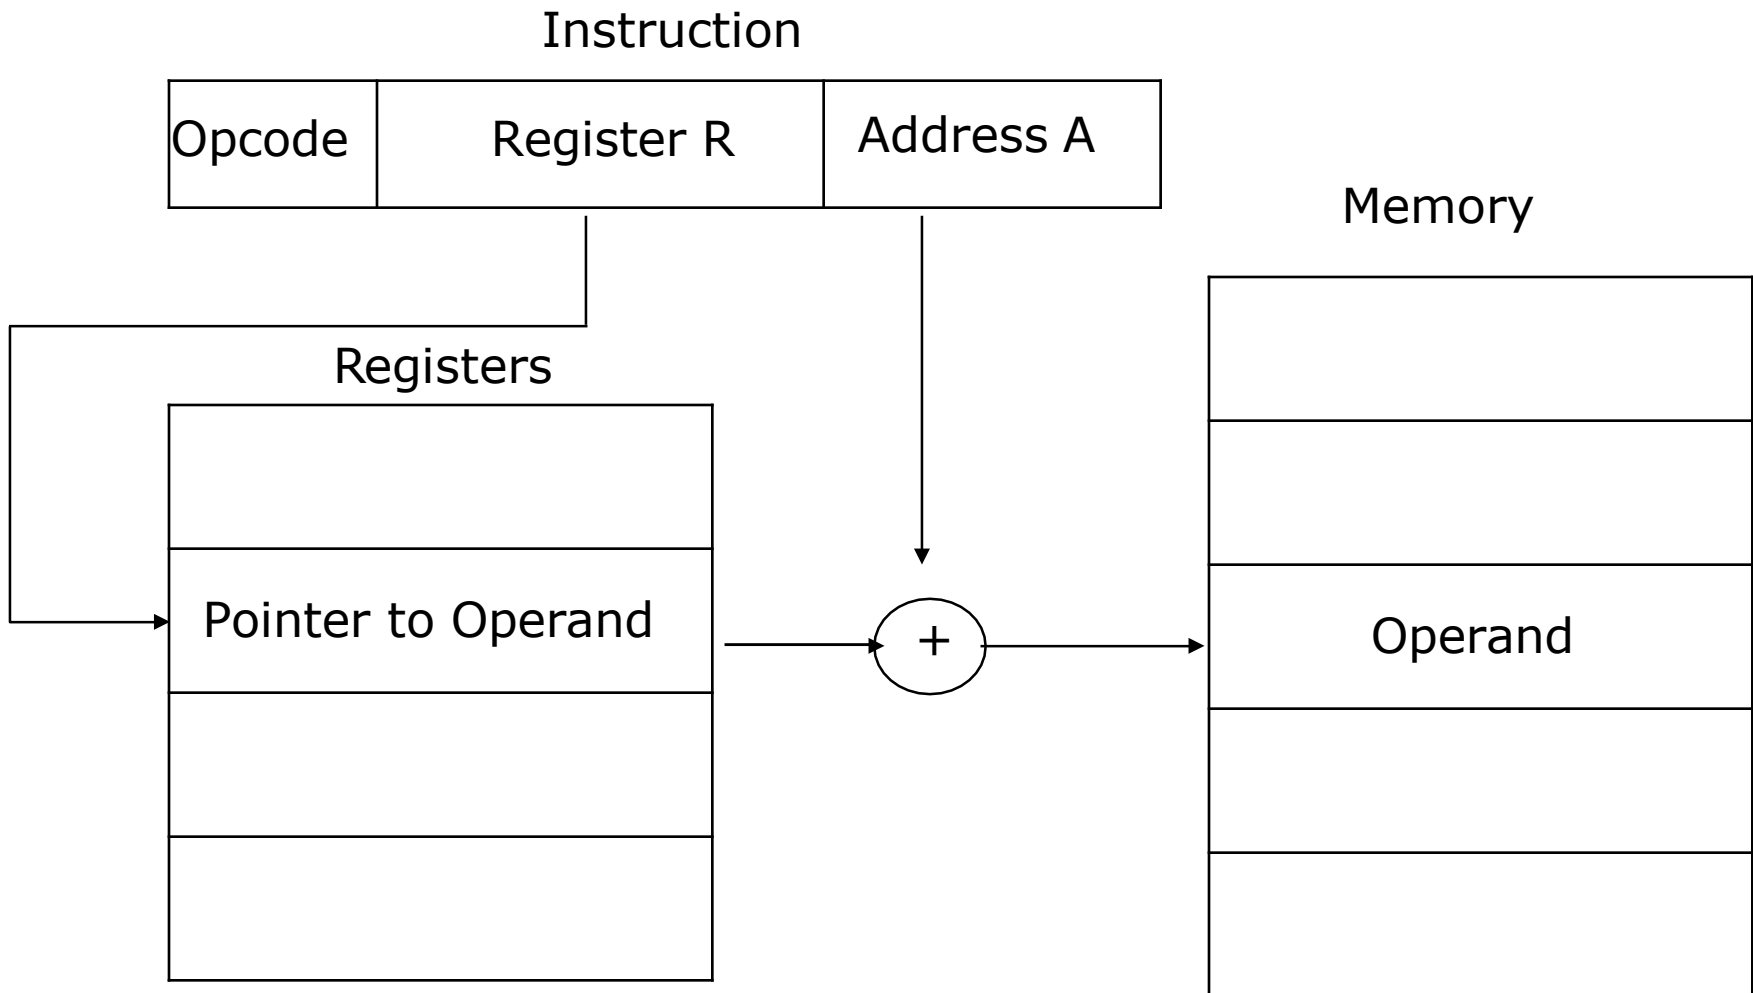 Instruction
Opcode Register R Address A
Memory
Registers
Pointer to Operand + Operand